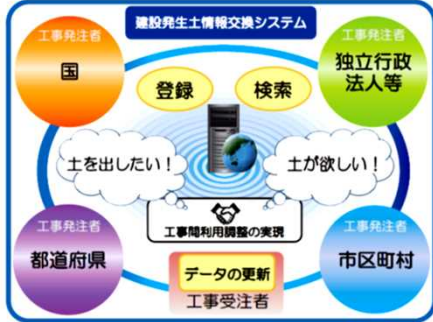 建設発生土情報交換システム
工事発注者
国
工事発注者
独立行政
法人等
登録
検索
土を出したい！
土が欲しい！
工事間利用調整の実現
工事発注者
都道府県
工事発注者
市区町村
データの更新
工事受注者